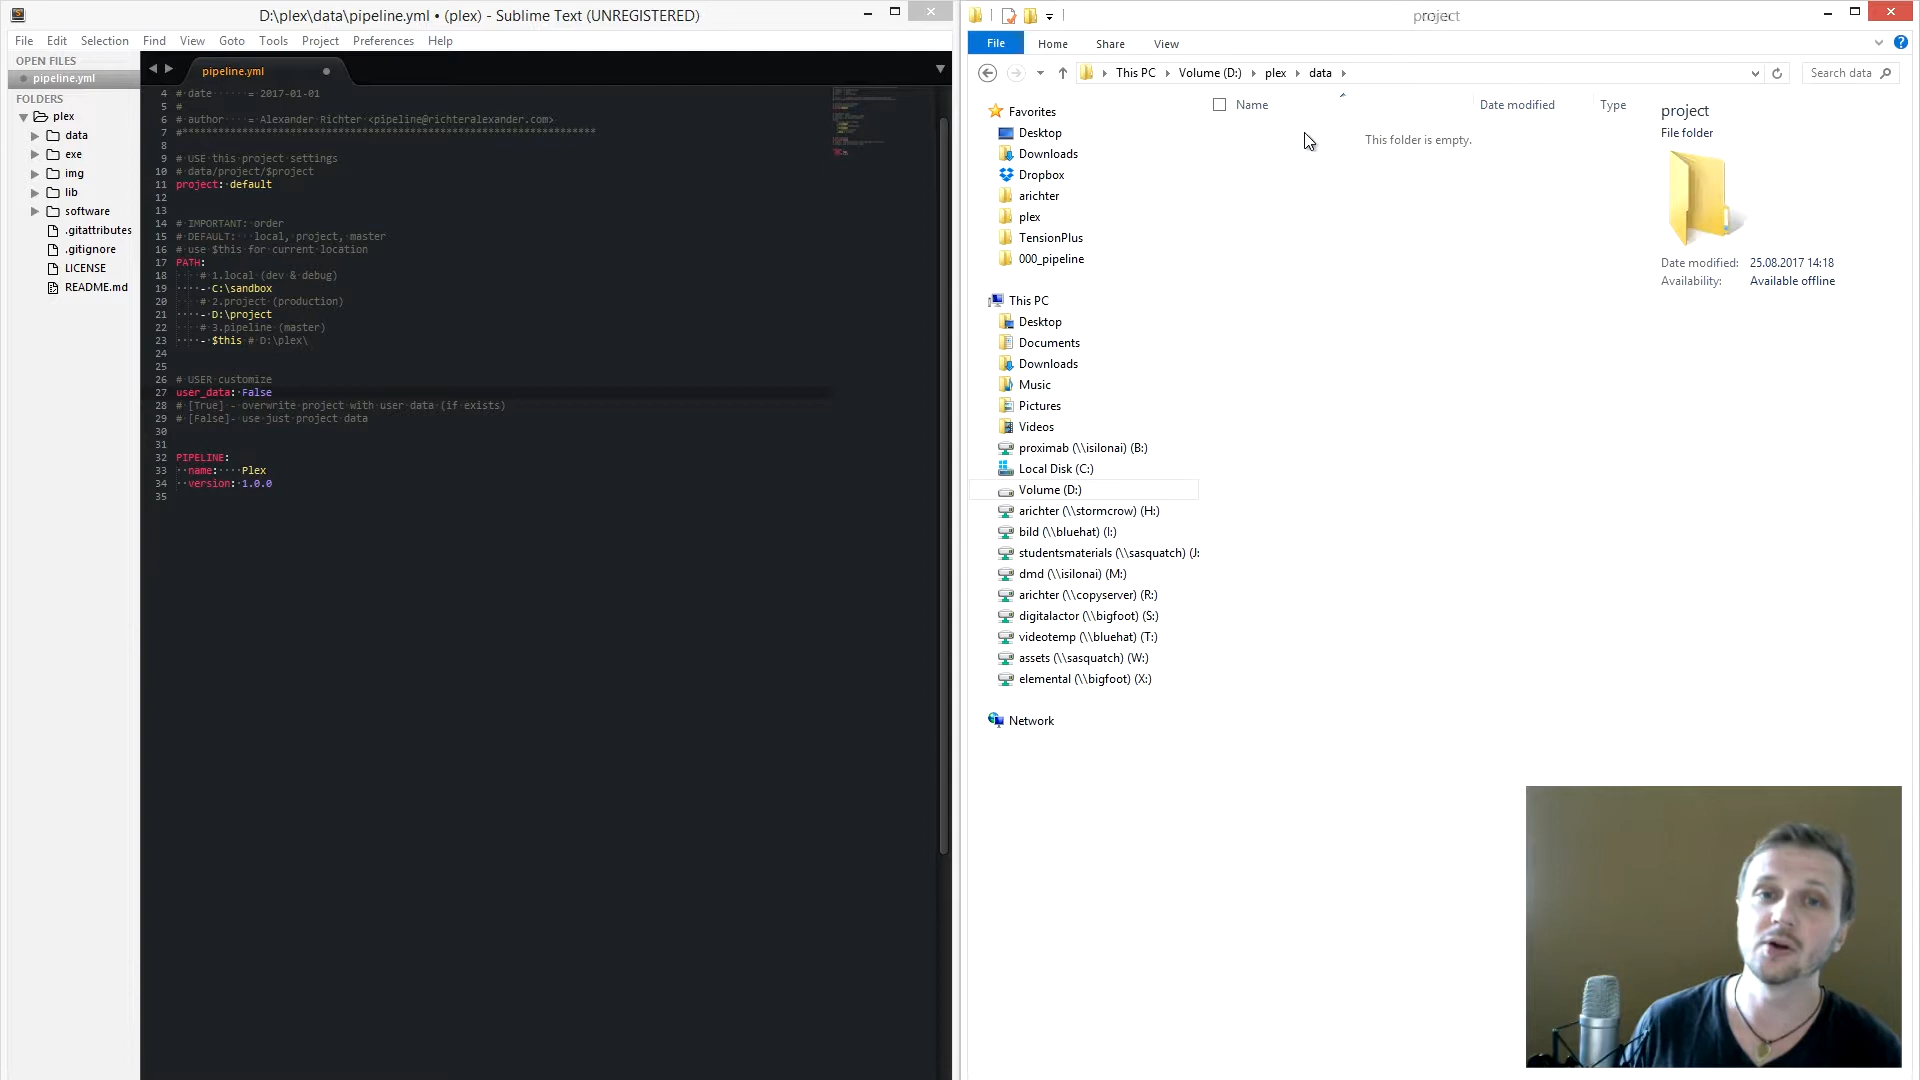 D:\plex\data\pipeline.yml • (plex) - Sublime Text (UNREGISTERED)
File Edit Selection Find View Goto Tools Project Preferences Help
OPEN FILES
pipeline.yml
FOLDERS
plex
data
exe
img
lib
software
.gitattributes
.gitignore
LICENSE
README.md
pipeline.yml
4 # date = 2017-01-01
5 #
6 # author = Alexander Richter <pipeline@richteralexander.com>
7 #*********************************************************************
8
9 # USE this project settings
10 # data/project/$project
11 project: default
12
13
14 # IMPORTANT: order
15 # DEFAULT: local, project, master
16 # use $this for current location
17 PATH:
18 # 1.local (dev & debug)
19 - C:\sandbox
20 # 2.project (production)
21 - D:\project
22 # 3.pipeline (master)
23 - $this # D:\plex\
24
25
26 # USER customize
27 user_data: False
28 # [True] - overwrite project with user data (if exists)
29 # [False]- use just project data
30
31
32 PIPELINE:
33 name: Plex
34 version: 1.0.0
35
project
File Home Share View
This PC Volume (D:) plex data
Search data
Favorites
Desktop
Downloads
Dropbox
arichter
plex
TensionPlus
000_pipeline
This PC
Desktop
Documents
Downloads
Music
Pictures
Videos
proximab (\\isilonai) (B:)
Local Disk (C:)
Volume (D:)
arichter (\\stormcrow) (H:)
bild (\\bluehat) (I:)
studentsmaterials (\\sasquatch) (J:
dmd (\\isilonai) (M:)
arichter (\\copyserver) (R:)
digitalactor (\\bigfoot) (S:)
videotemp (\\bluehat) (T:)
assets (\\sasquatch) (W:)
elemental (\\bigfoot) (X:)
Network
Name Date modified Type
This folder is empty.
project
File folder
Date modified: 25.08.2017 14:18
Availability: Available offline